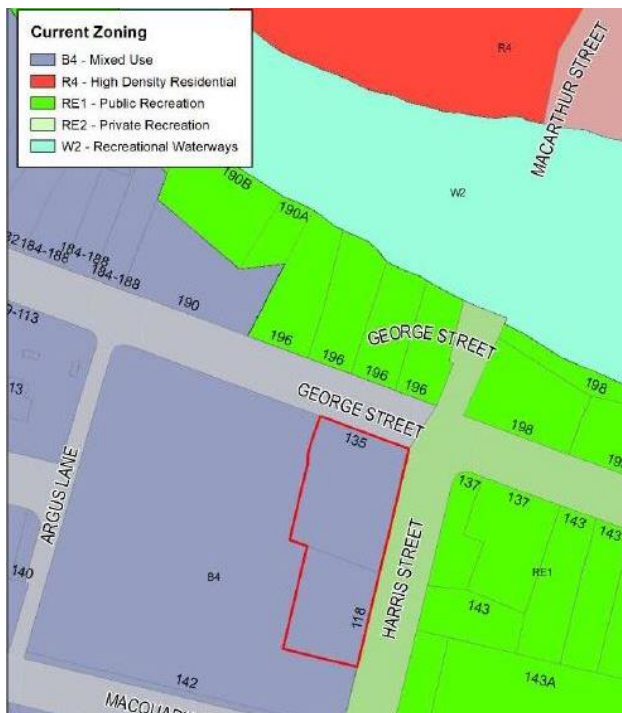 Current Zoning
B4 - Mixed Use
R4 - High Density Residential
RE1 - Public Recreation
RE2 - Private Recreation
W2 - Recreational Waterways
R4
MACARTHUR STREET
W2
190B
190A
184-188
184-188
184-188
190
196
196
196
196
GEORGE STREET
198
198
GEORGE STREET
135
137
137
143
143
RE1
143
143A
HARRIS STREET
118
B4
ARGUS LANE
13
140
142